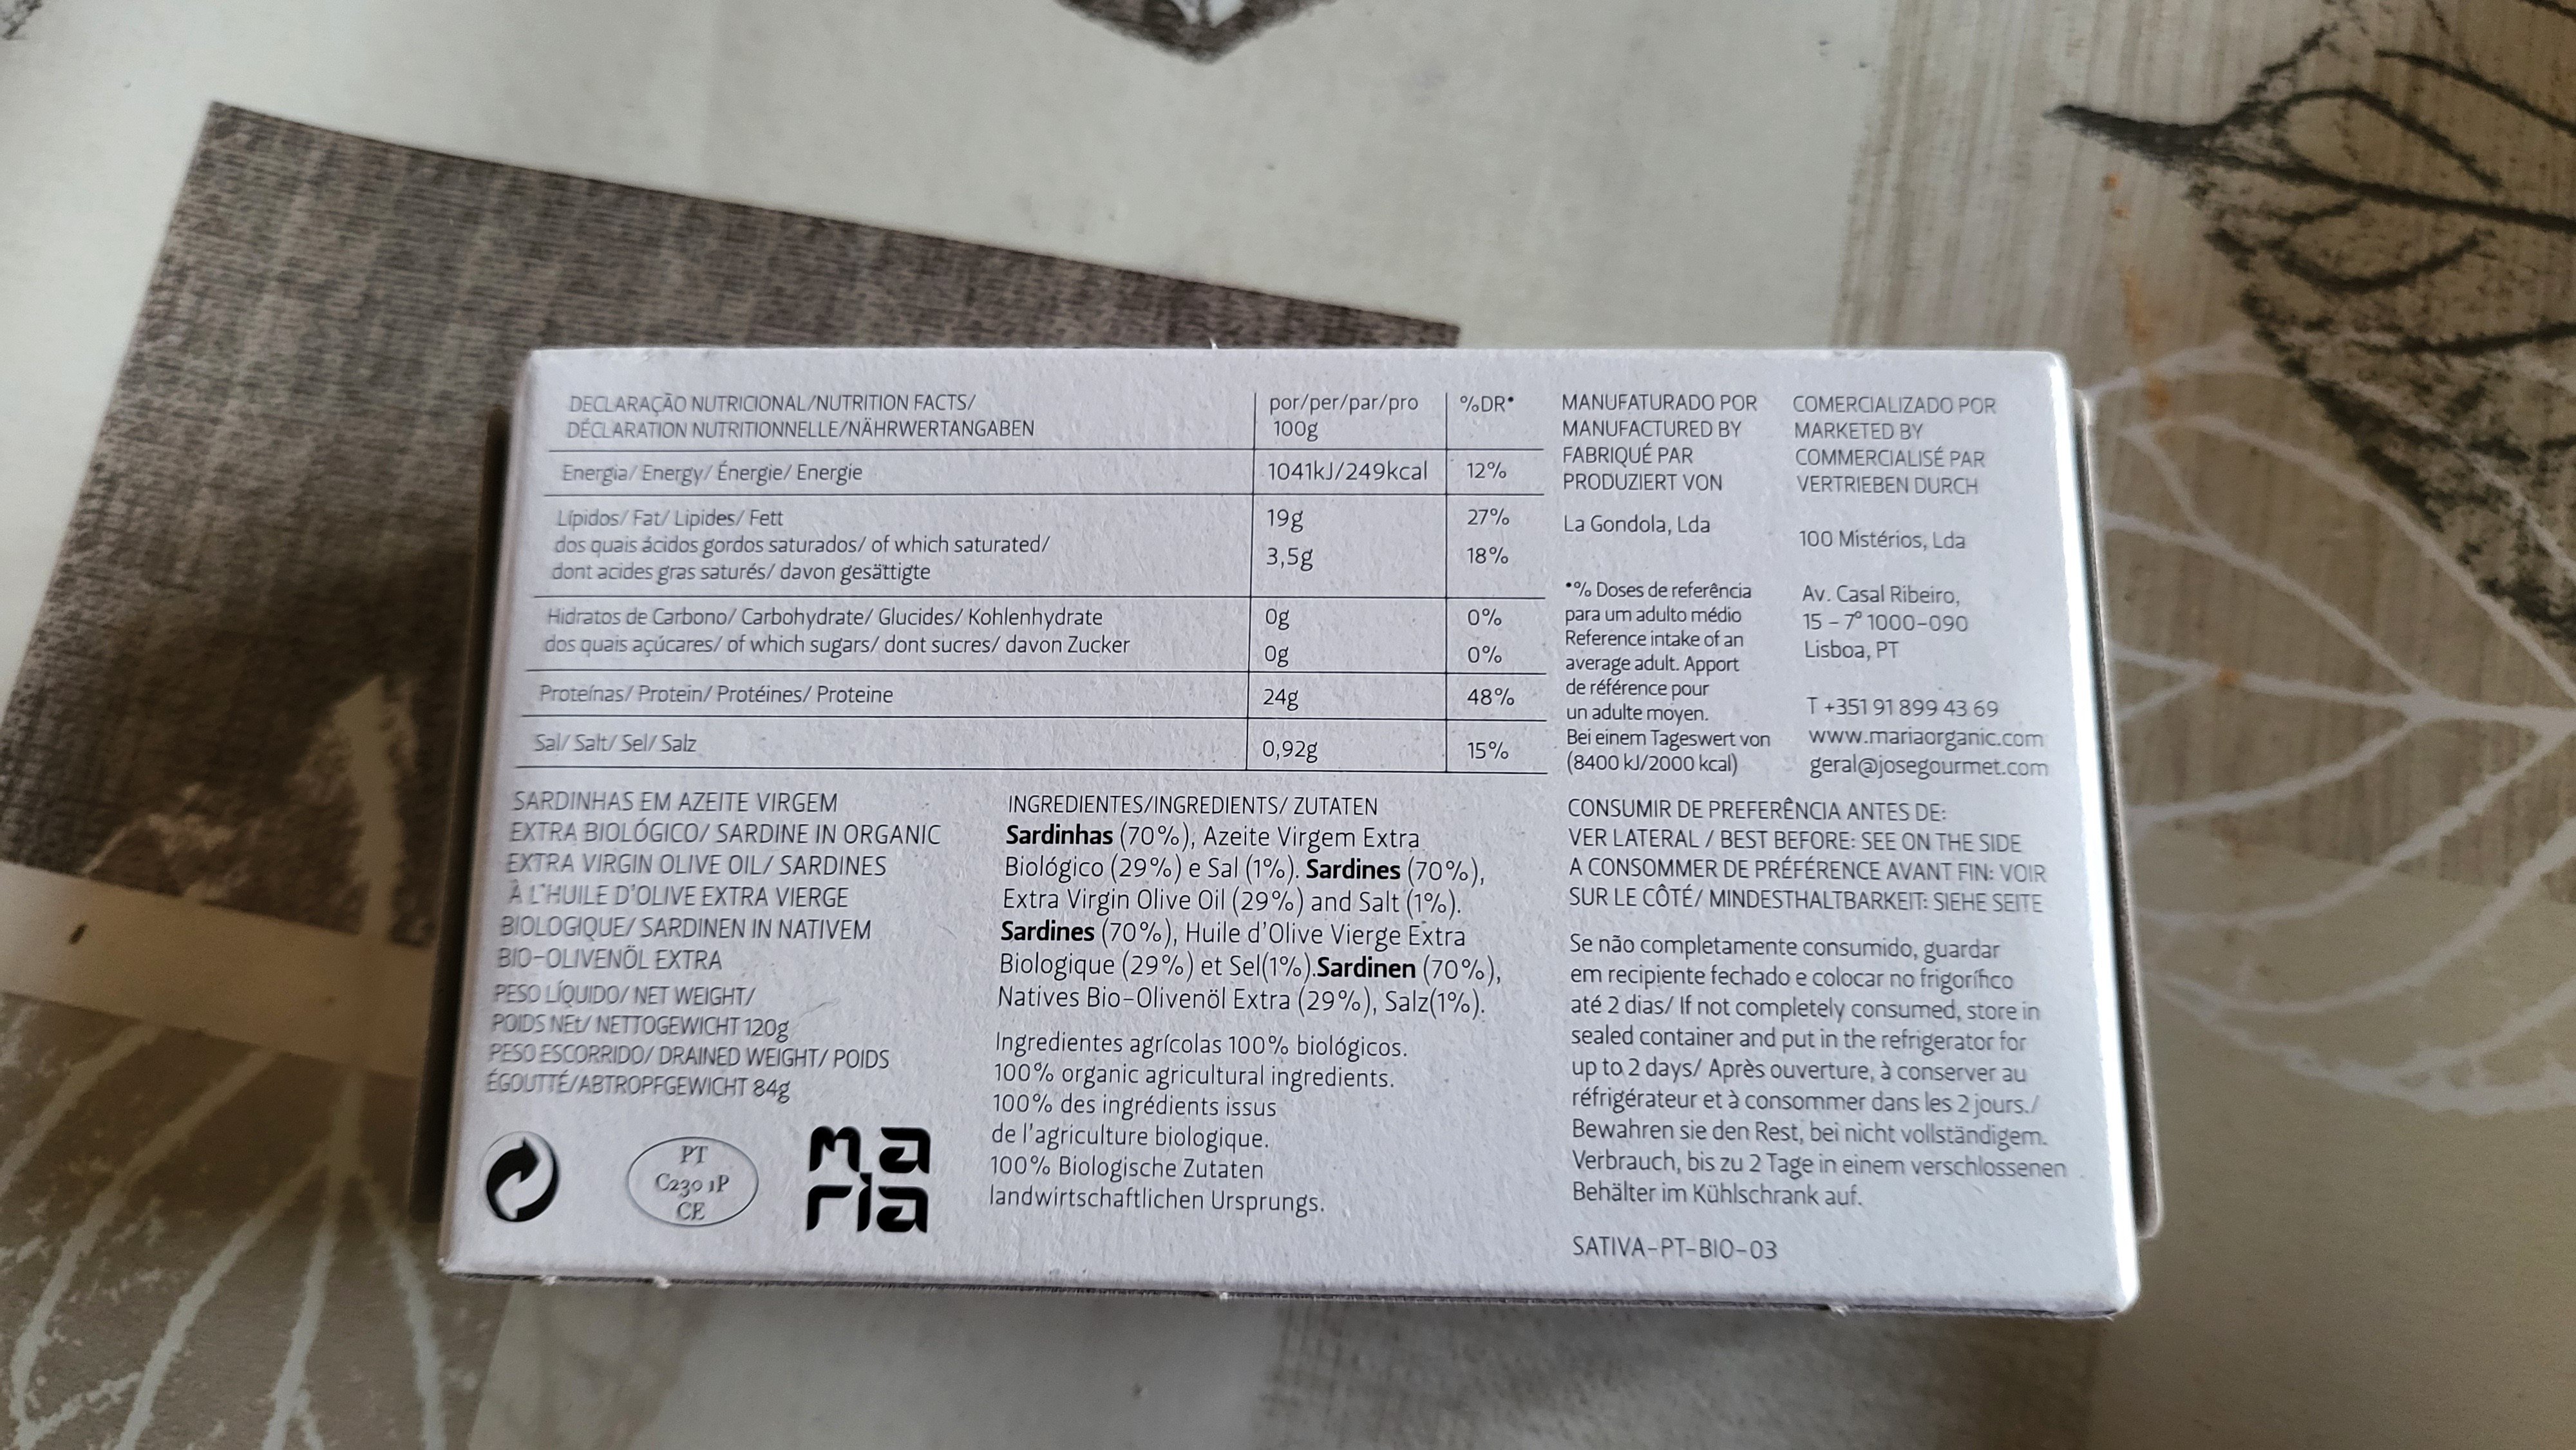 DECLARAÇÃO NUTRICIONAL/NUTRITION FACTS/
DÉCLARATION NUTRITIONNELLE/NÄHRWERTANGABEN
por/per/par/pro
100g
%DR*
Energia/ Energy/ Énergie/ Energie
1041kJ/249kcal
12%
Lípidos/ Fat/ Lipides/ Fett
19g
27%
dos quais ácidos gordos saturados/ of which saturated/
dont acides gras saturés/ davon gesättigte
3,5g
18%
Hidratos de Carbono/ Carbohydrate/ Glucides/ Kohlenhydrate
0g
0%
dos quais açúcares/ of which sugars/ dont sucres/ davon Zucker
0g
0%
Proteínas/ Protein/ Protéines/ Proteine
24g
48%
Sal/ Salt/ Sel/ Salz
0,92g
15%
MANUFATURADO POR
MANUFACTURED BY
FABRIQUÉ PAR
PRODUZIERT VON
La Gondola, Lda
*% Doses de referência
para um adulto médio
Reference intake of an
average adult. Apport
de référence pour
un adulte moyen.
Bei einem Tageswert von
(8400 kJ/2000 kcal)
COMERCIALIZADO POR
MARKETED BY
COMMERCIALISÉ PAR
VERTRIEBEN DURCH
100 Mistérios, Lda
Av. Casal Ribeiro,
15 - 7º 1000-090
Lisboa, PT
T +351 91 899 43 69
www.mariaorganic.com
geral@josegourmet.com
SARDINHAS EM AZEITE VIRGEM
EXTRA BIOLÓGICO/ SARDINE IN ORGANIC
EXTRA VIRGIN OLIVE OIL/ SARDINES
À L'HUILE D'OLIVE EXTRA VIERGE
BIOLOGIQUE/ SARDINEN IN NATIVEM
BIO-OLIVENÖL EXTRA
PESO LÍQUIDO/ NET WEIGHT/
POIDS NEt/ NETTOGEWICHT 120g
PESO ESCORRIDO/ DRAINED WEIGHT/ POIDS
ÉGOUTTÉ/ABTROPFGEWICHT 84g
PT
C230 1P
CE
ma
ria
INGREDIENTES/INGREDIENTS/ ZUTATEN
Sardinhas (70%), Azeite Virgem Extra
Biológico (29%) e Sal (1%). Sardines (70%),
Extra Virgin Olive Oil (29%) and Salt (1%).
Sardines (70%), Huile d'Olive Vierge Extra
Biologique (29%) et Sel(1%).Sardinen (70%),
Natives Bio-Olivenöl Extra (29%), Salz(1%).
Ingredientes agrícolas 100% biológicos.
100% organic agricultural ingredients.
100% des ingrédients issus
de l'agriculture biologique.
100% Biologische Zutaten
landwirtschaftlichen Ursprungs.
CONSUMIR DE PREFERÊNCIA ANTES DE:
VER LATERAL / BEST BEFORE: SEE ON THE SIDE
A CONSOMMER DE PRÉFÉRENCE AVANT FIN: VOIR
SUR LE CÔTÉ/ MINDESTHALTBARKEIT: SIEHE SEITE
Se não completamente consumido, guardar
em recipiente fechado e colocar no frigorífico
até 2 dias/ If not completely consumed, store in
sealed container and put in the refrigerator for
up to 2 days/ Après ouverture, à conserver au
réfrigérateur et à consommer dans les 2 jours./
Bewahren sie den Rest, bei nicht vollständigem.
Verbrauch, bis zu 2 Tage in einem verschlossenen
Behälter im Kühlschrank auf.
SATIVA-PT-BIO-03